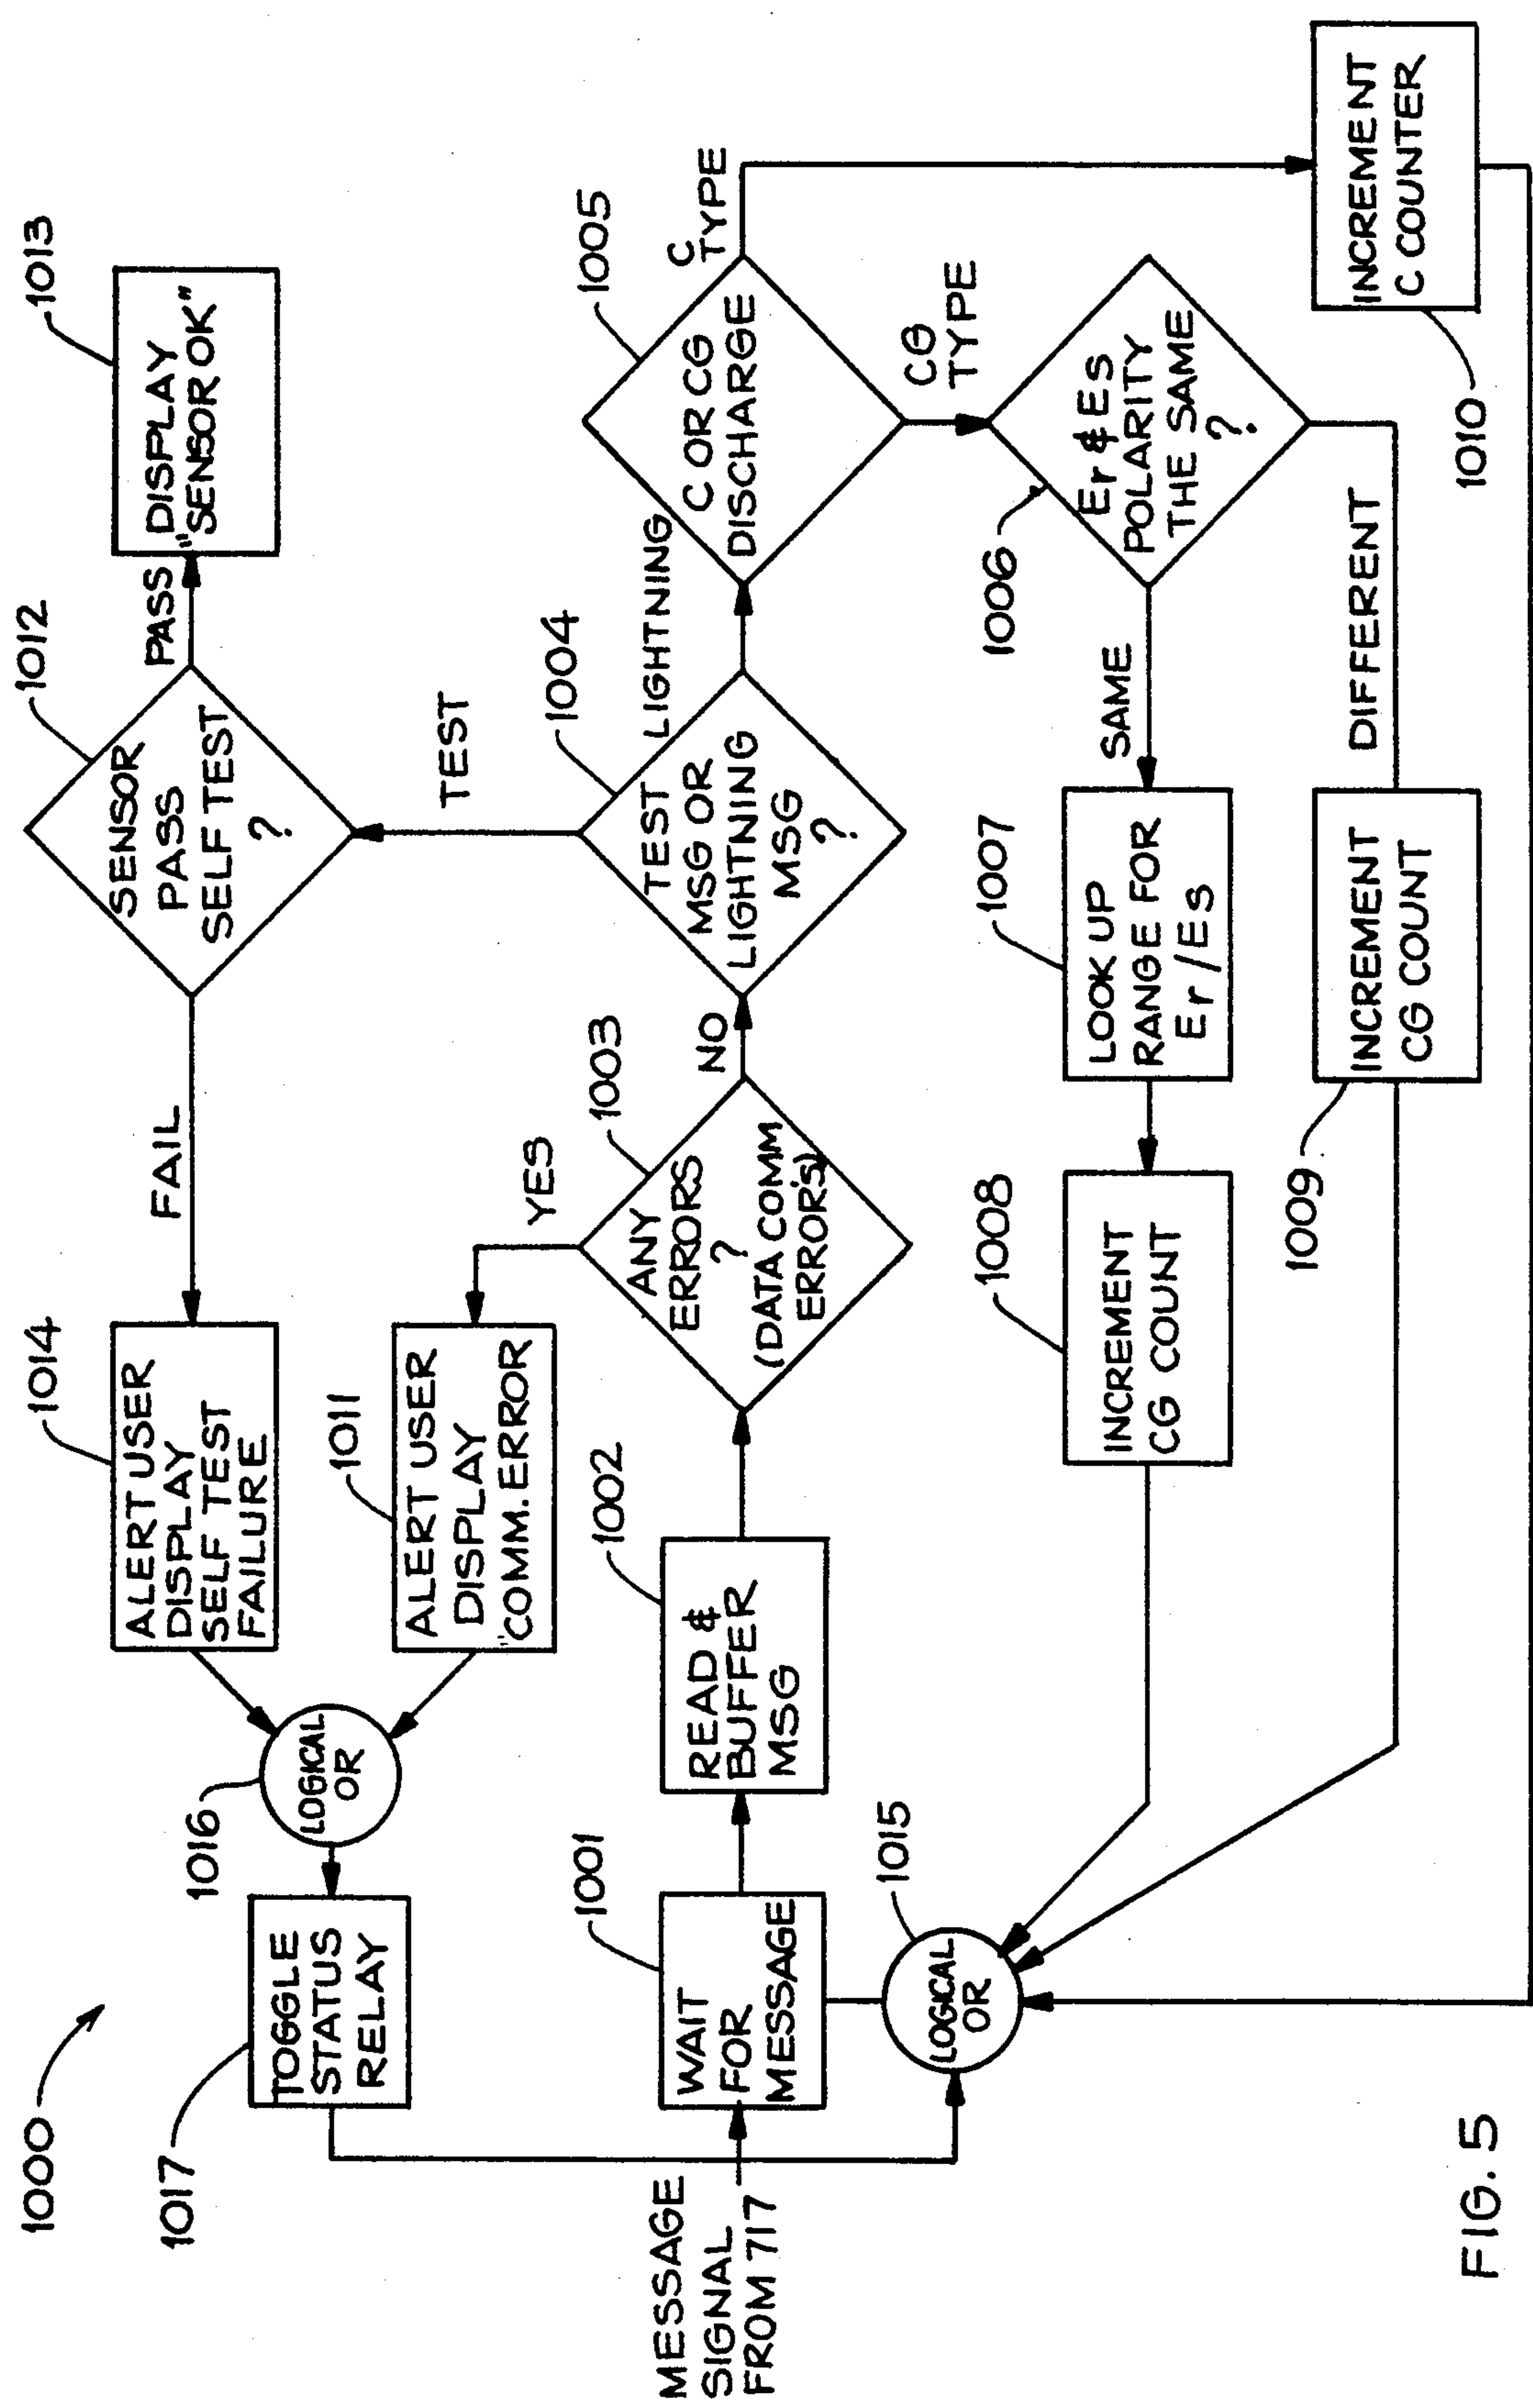 1000
1017
TOGGLE
STATUS
RELAY
1016
LOGICAL
OR
1014
ALERT USER
DISPLAY
SELF TEST
FAILURE
FAIL
1012
SENSOR
PASS
SELF TEST
?
PASS
1013
DISPLAY
"SENSOR OK"
1011
ALERT USER
DISPLAY
"COMM. ERROR
YES
TEST
MESSAGE
SIGNAL
FROM 717
1001
WAIT
FOR
MESSAGE
1002
READ &
BUFFER
MSG
1003
ANY
ERRORS
?
(DATA COMM
ERRORS)
NO
1004
TEST
MSG OR
LIGHTNING
MSG
?
LIGHTNING
1005
C OR CG
DISCHARGE
C
TYPE
CG
TYPE
1015
LOGICAL
OR
1008
INCREMENT
CG COUNT
1007
LOOK UP
RANGE FOR
Er/Es
SAME
1006
Er & Es
POLARITY
THE SAME
?
1009
INCREMENT
CG COUNT
DIFFERENT
1010
INCREMENT
C COUNTER
FIG. 5